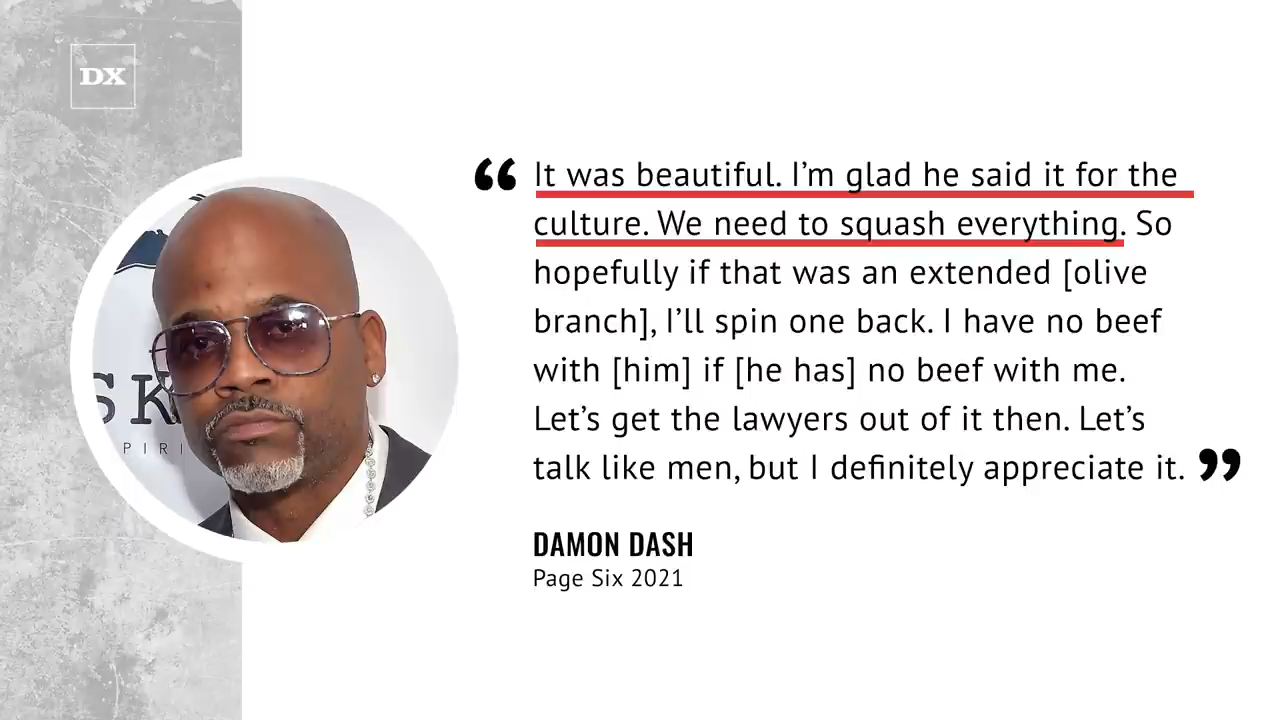 DX
“ It was beautiful. I’m glad he said it for the
culture. We need to squash everything. So
hopefully if that was an extended [olive
branch], I’ll spin one back. I have no beef
with [him] if [he has] no beef with me.
Let’s get the lawyers out of it then. Let’s
talk like men, but I definitely appreciate it. ”
SK
PIRI
DAMON DASH
Page Six 2021